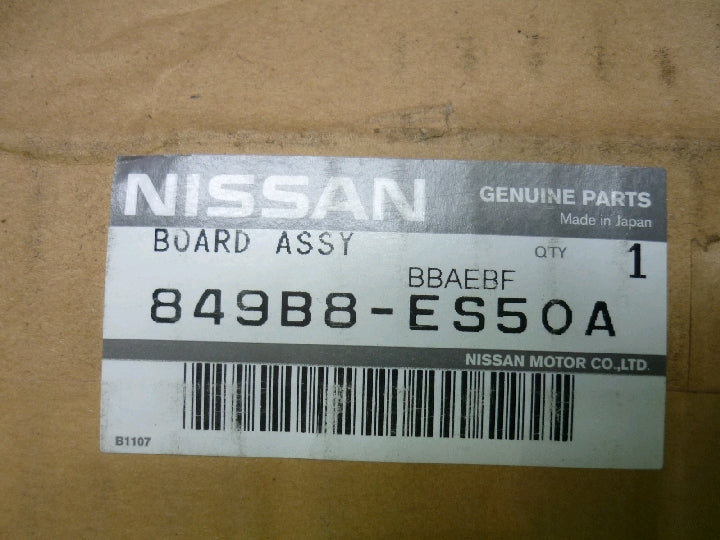 NISSAN
GENUINE PARTS
Made in Japan
BOARD ASSY
QTY 1
BBAEBF
849B8-ES50A
NISSAN MOTOR CO.,LTD.
B1107